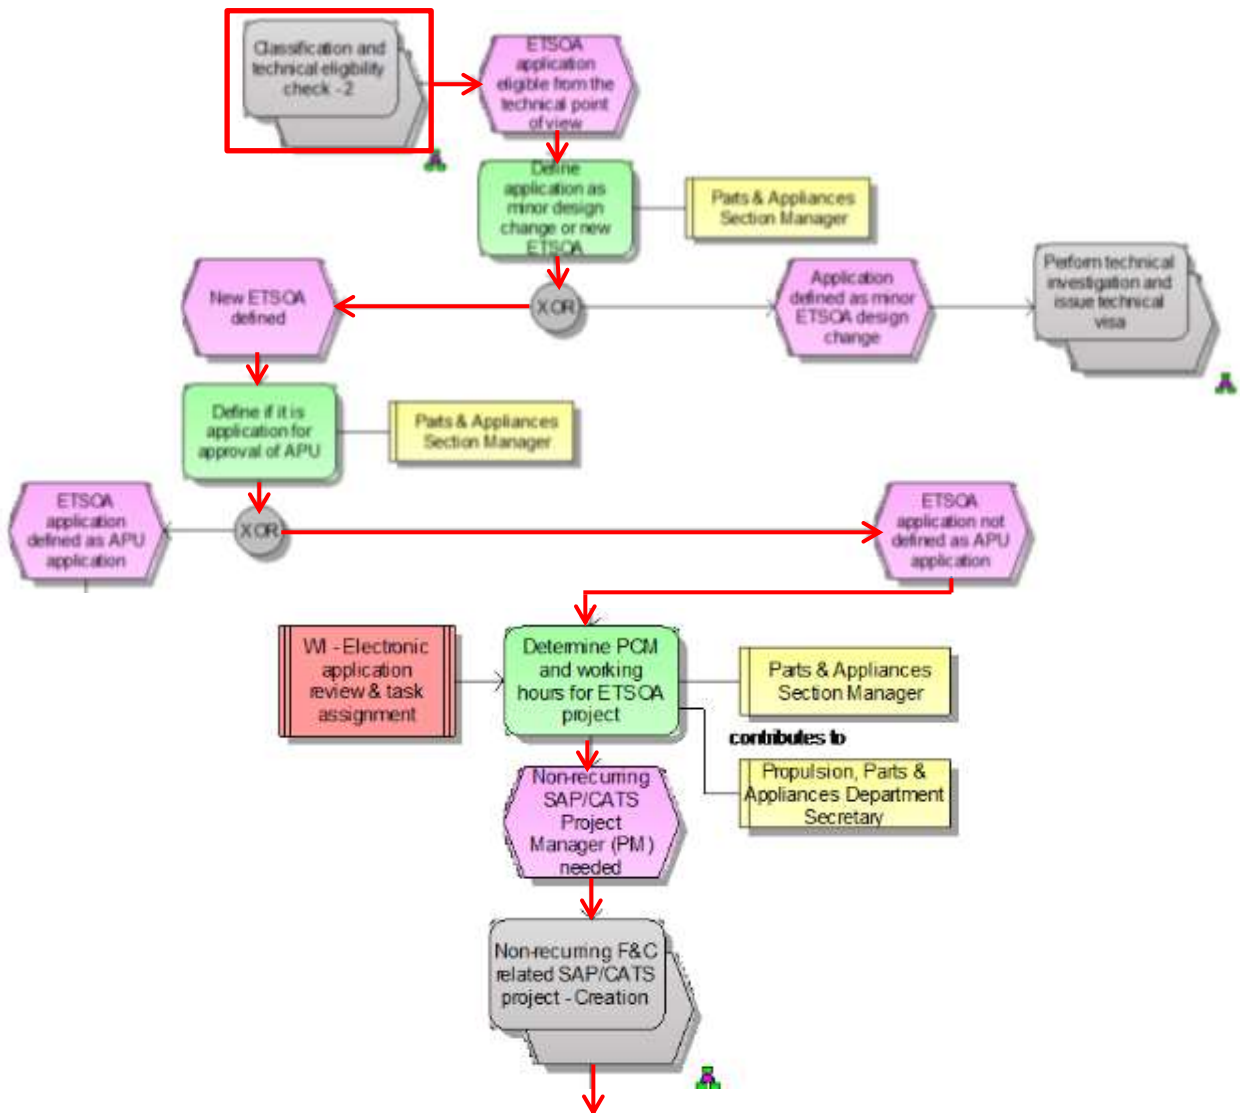 Classification and
technical eligibility
check - 2
ETSOA
application
eligible from the
technical point
of view
Define
application as
minor design
change or new
ETSOA
Parts & Appliances
Section Manager
New ETSOA
defined
XOR
Application
defined as minor
ETSOA design
change
Perform technical
investigation and
issue technical
visa
Define if it is
application for
approval of APU
Parts & Appliances
Section Manager
ETSOA
application
defined as APU
application
XOR
ETSOA
application not
defined as APU
application
WI - Electronic
application
review & task
assignment
Determine PCM
and working
hours for ETSOA
project
Parts & Appliances
Section Manager
contributes to
Propulsion, Parts &
Appliances Department
Secretary
Non-recurring
SAP/CATS
Project
Manager (PM)
needed
Non-recurring F&C
related SAP/CATS
project - Creation